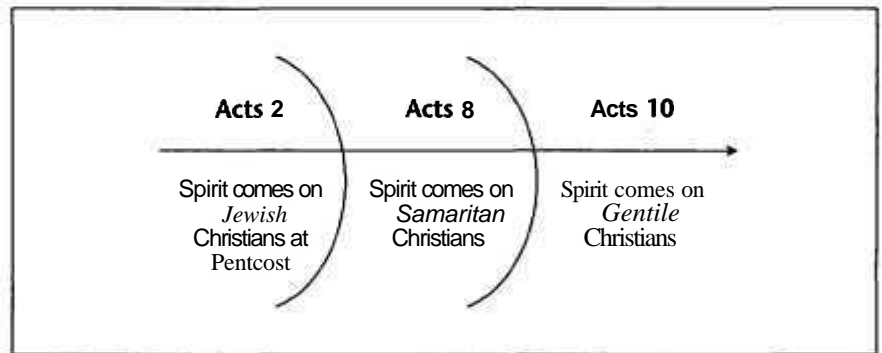 Acts 2
Acts 8
Acts 10
Spirit comes on
Jewish
Christians at
Pentcost
Spirit comes on
Samaritan
Christians
Spirit comes on
Gentile
Christians